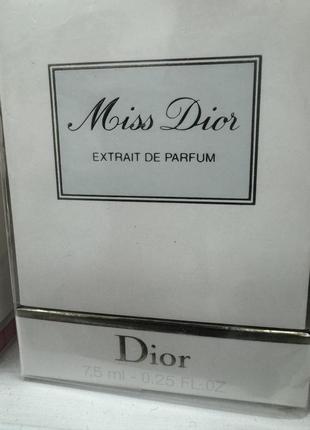 Miss Dior
EXTRAIT DE PARFUM
Dior
7,5 ml - 0.25 FL.OZ